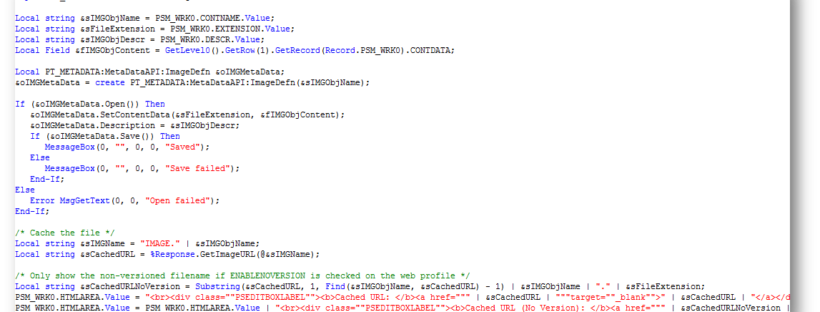 Local string &sIMGObjName = PSM_WRK0.CONTNAME.Value;
Local string &sFileExtension = PSM_WRK0.EXTENSION.Value;
Local string &sIMGObjDescr = PSM_WRK0.DESCR.Value;
Local Field &fIMGObjContent = GetLevel0().GetRow(1).GetRecord(Record.PSM_WRK0).CONTDATA;
Local PT_METADATA:MetaDataAPI:ImageDefn &oIMGMetaData;
&oIMGMetaData = create PT_METADATA:MetaDataAPI:ImageDefn(&sIMGObjName);
If (&oIMGMetaData.Open()) Then
&oIMGMetaData.SetContentData(&sFileExtension, &fIMGObjContent);
&oIMGMetaData.Description = &sIMGObjDescr;
If (&oIMGMetaData.Save()) Then
MessageBox(0, "", 0, 0, "Saved");
Else
MessageBox(0, "", 0, 0, "Save failed");
End-If;
Else
Error MsgGetText(0, 0, "Open failed");
End-If;
/* Cache the file */
Local string &sIMGName = "IMAGE." | &sIMGObjName;
Local string &sCachedURL = %Response.GetImageURL(@&sIMGName);
/* Only show the non-versioned filename if ENABLENOVERSION is checked on the web profile */
Local string &sCachedURLNoVersion = Substring(&sCachedURL, 1, Find(&sIMGObjName, &sCachedURL) - 1) | &sIMGObjName | "." | &sFileExtension;
PSM_WRK0.HTMLAREA.Value = "<br><div class=""PSEDITBOXLABEL""><b>Cached URL: </b><a href=""" | &sCachedURL | """target=""_blank"">" | &sCachedURL | "</a></d
PSM_WRK0.HTMLAREA.Value = PSM_WRK0.HTMLAREA.Value | "<br><div class=""PSEDITBOXLABEL""><b>Cached URL (No Version): </b><a href=""" | &sCachedURLNoVersion |